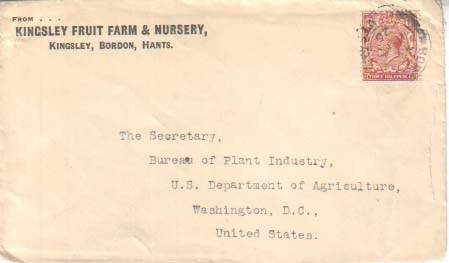 FROM . . .
KINGSLEY FRUIT FARM & NURSERY,
KINGSLEY, BORDON, HANTS.
The Secretary,
Bureau of Plant Industry,
U.S. Department of Agriculture,
Washington, D.C.,
United States.